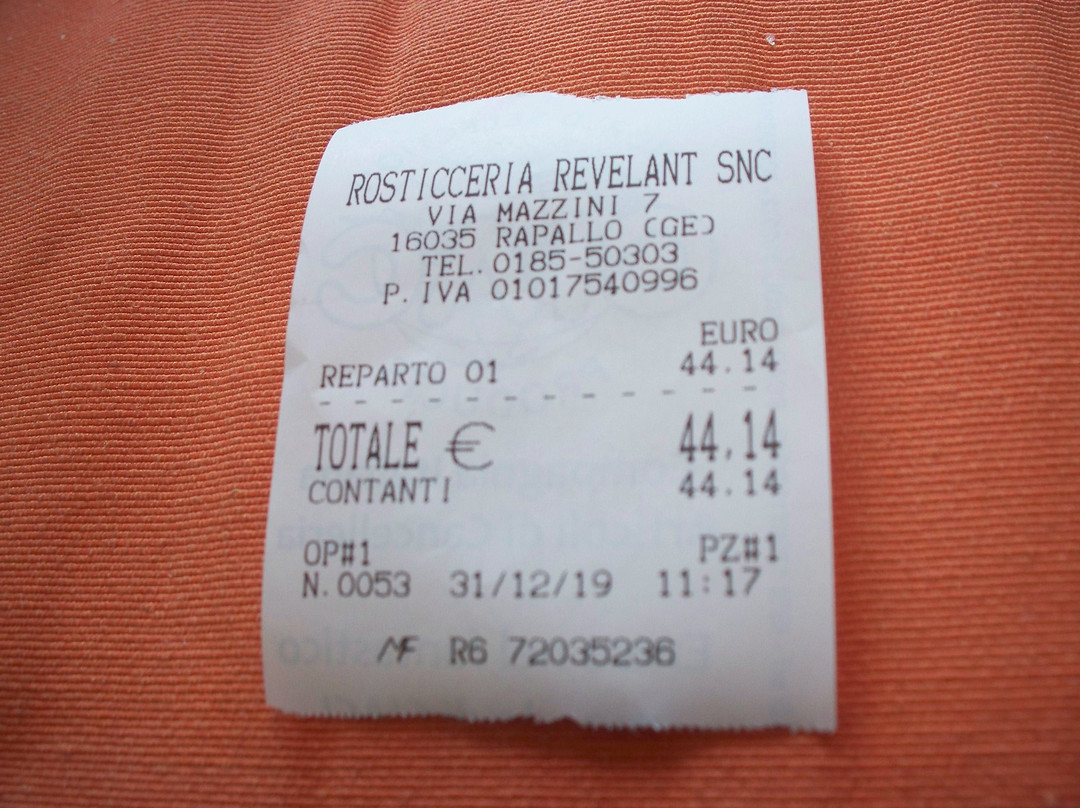 ROSTICCERIA REVELANT SNC
VIA MAZZINI 7
16035 RAPALLO (GE)
TEL. 0185-50303
P. IVA 01017540996
EURO
REPARTO 01 44.14
- - - - - - - - - - - - - -
TOTALE € 44,14
CONTANTI 44.14
OP#1 PZ#1
N.0053 31/12/19 11:17
MF R6 72035236